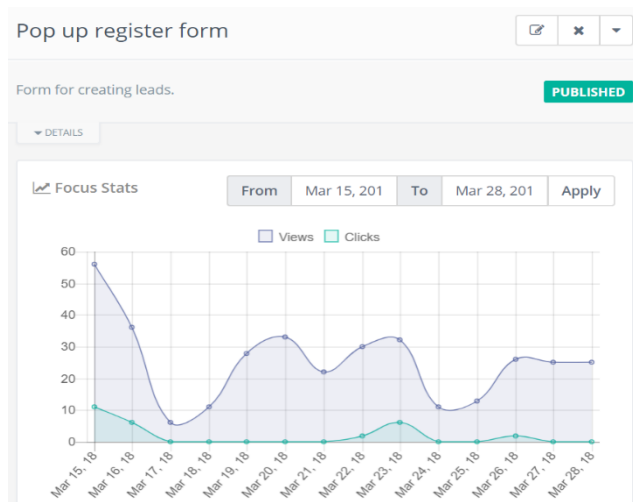 Pop up register form
Form for creating leads.
PUBLISHED
DETAILS
Focus Stats
From Mar 15, 201 To Mar 28, 201 Apply
Views Clicks
60
50
40
30
20
10
0
Mar 15, 18 Mar 16, 18 Mar 17, 18 Mar 18, 18 Mar 19, 18 Mar 20, 18 Mar 21, 18 Mar 22, 18 Mar 23, 18 Mar 24, 18 Mar 25, 18 Mar 26, 18 Mar 27, 18 Mar 28, 18